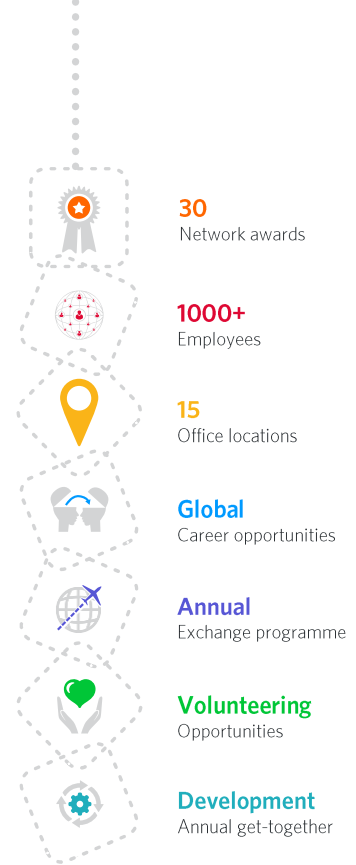 30
Network awards
1000+
Employees
15
Office locations
Global
Career opportunities
Annual
Exchange programme
Volunteering
Opportunities
Development
Annual get-together